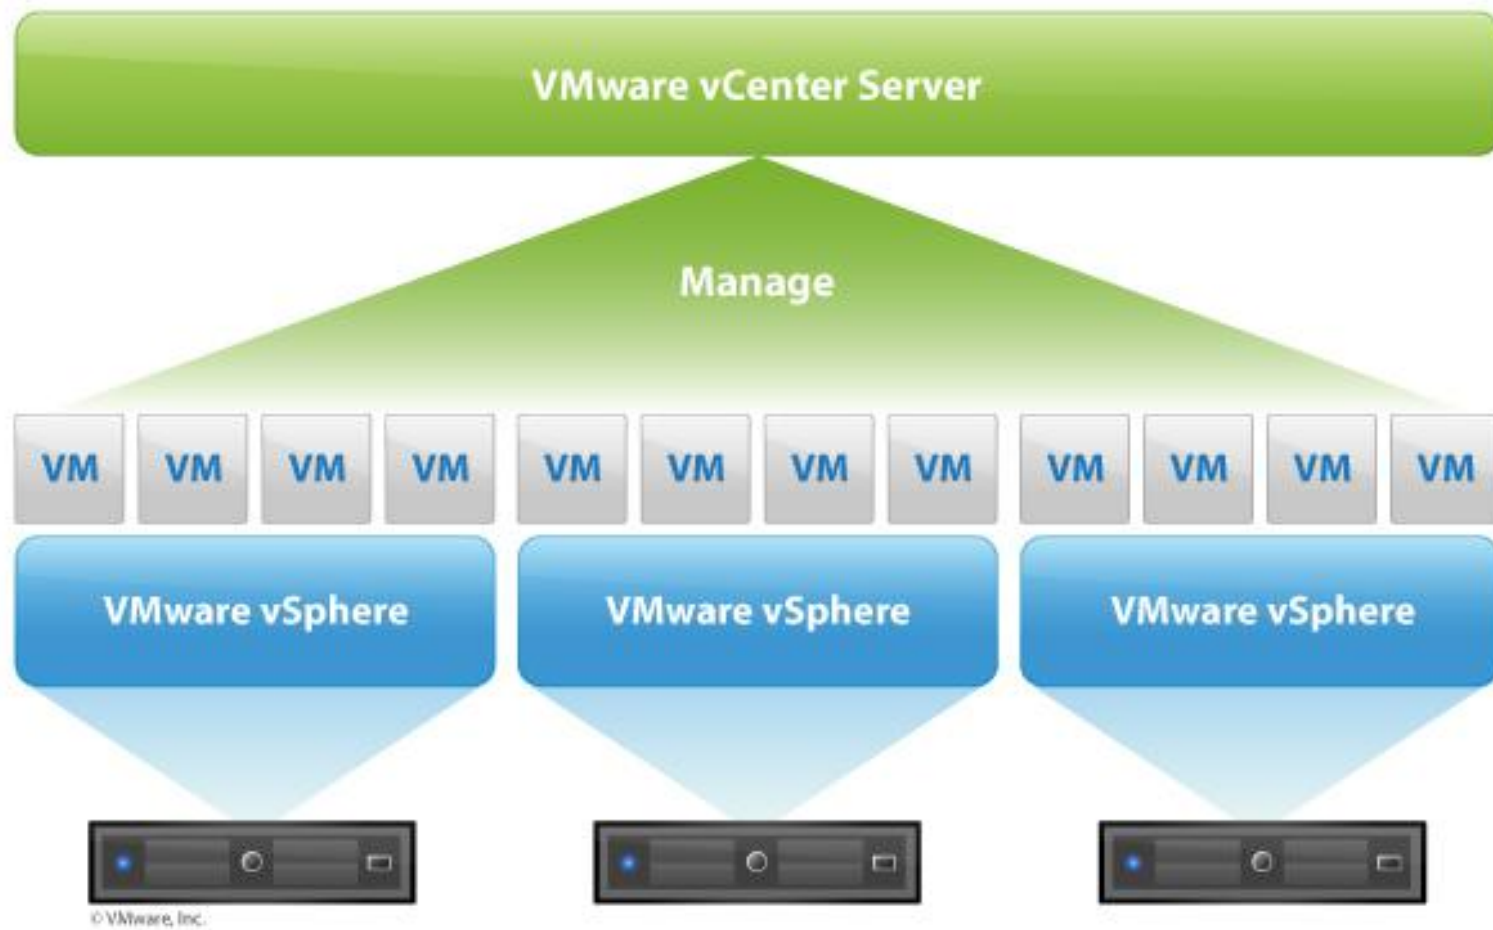 VMware vCenter Server
Manage
VM VM VM VM VM VM VM VM VM VM VM VM
VMware vSphere VMware vSphere VMware vSphere
© VMware, Inc.